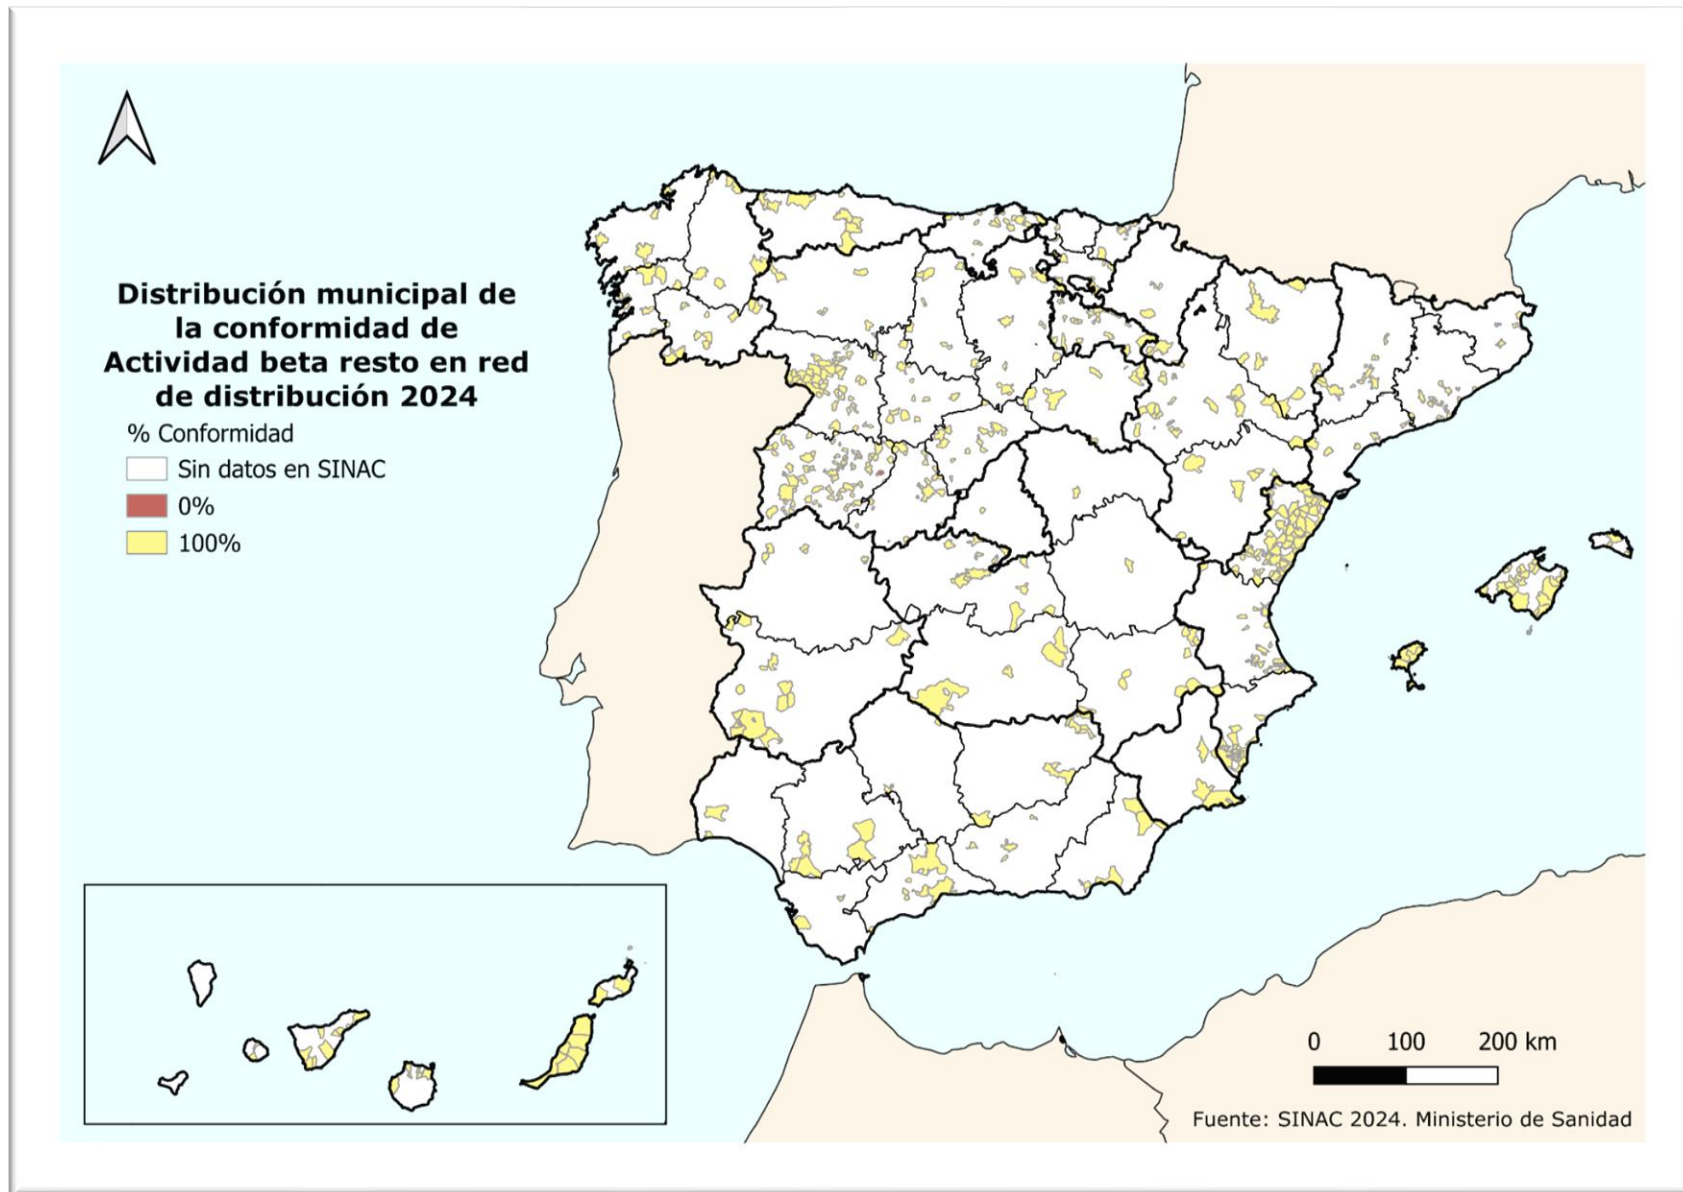 Distribución municipal de
la conformidad de
Actividad beta resto en red
de distribución 2024
% Conformidad
Sin datos en SINAC
0%
100%
0 100 200 km
Fuente: SINAC 2024. Ministerio de Sanidad